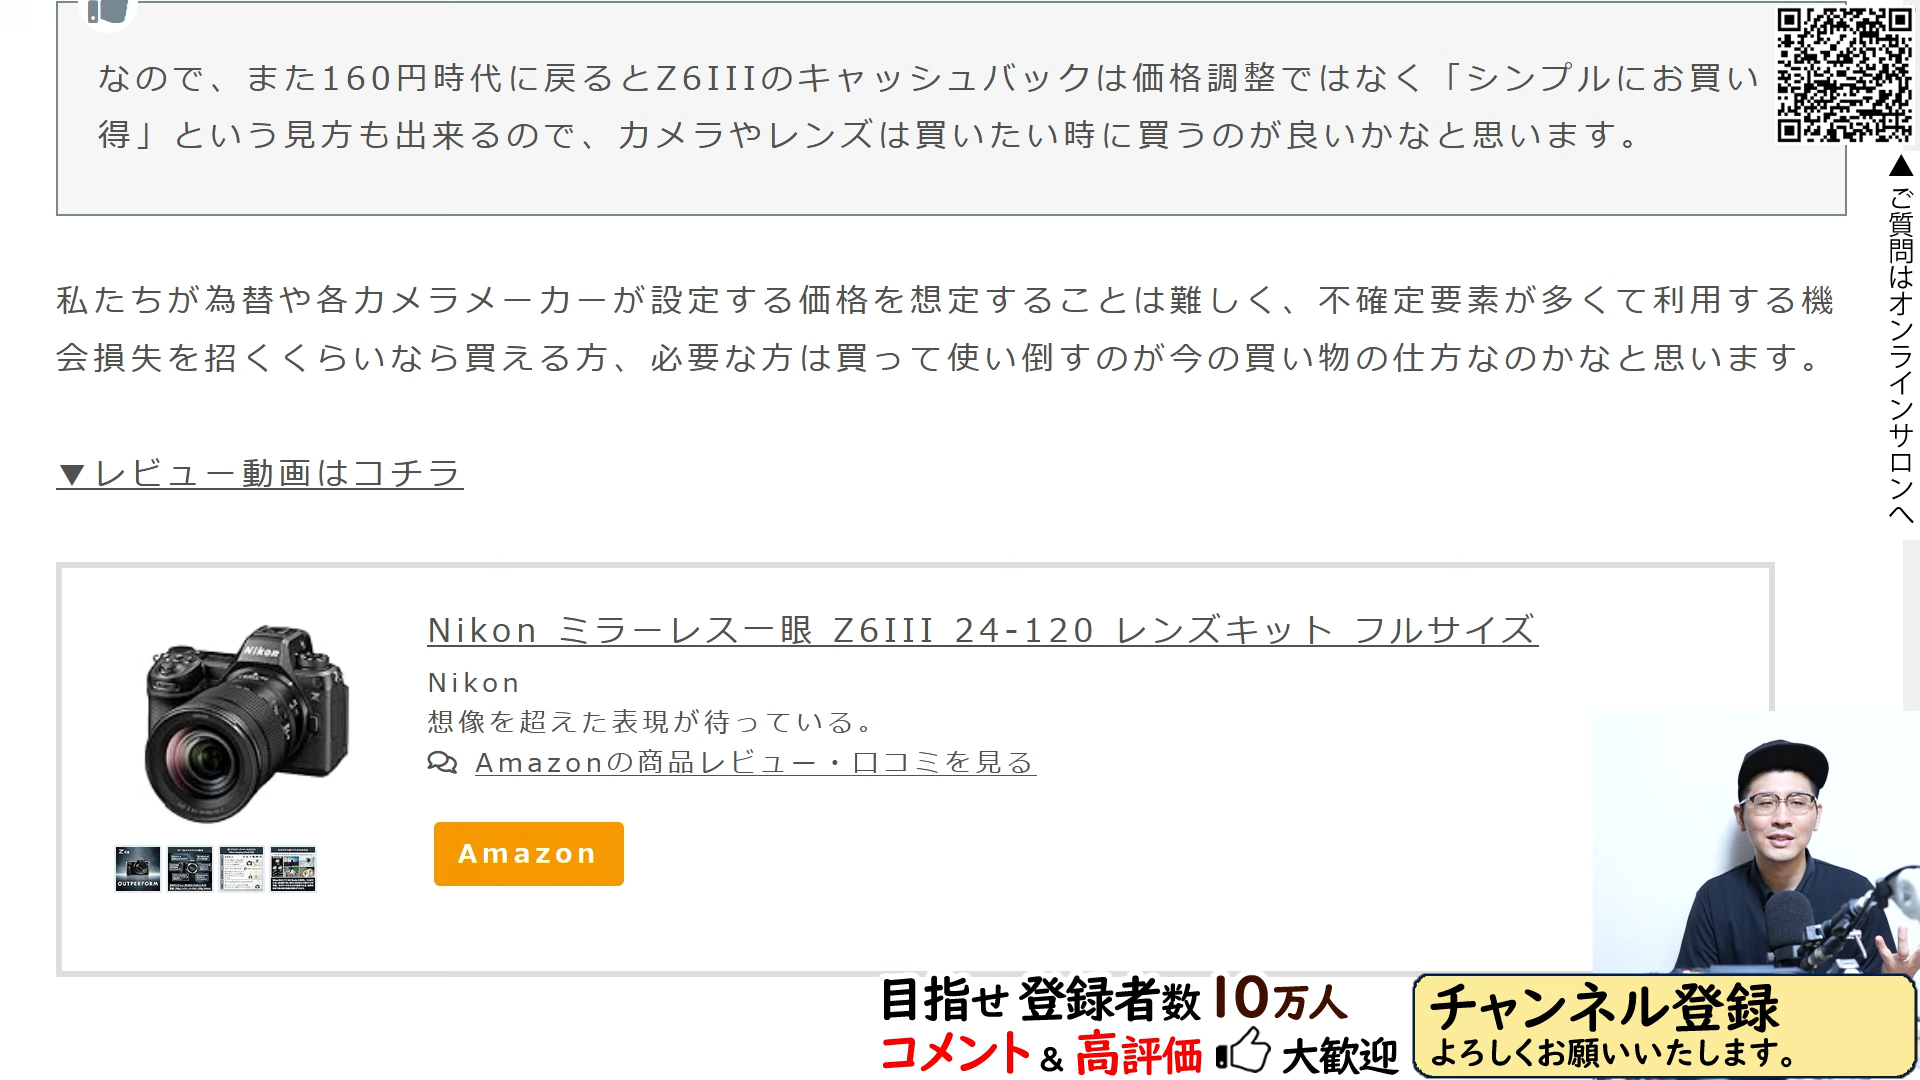 なので、また160円時代に戻るとZ6IIIのキャッシュバックは価格調整ではなく「シンプルにお買い
得」という見方も出来るので、カメラやレンズは買いたい時に買うのが良いかなと思います。
▲ご質問はオンラインサロンへ
私たちが為替や各カメラメーカーが設定する価格を想定することは難しく、不確定要素が多くて利用する機
会損失を招くくらいなら買える方、必要な方は買って使い倒すのが今の買い物の仕方なのかなと思います。
▼レビュー動画はコチラ
Nikon ミラーレス一眼 Z6III 24-120 レンズキット フルサイズ
Nikon
想像を超えた表現が待っている。
Amazonの商品レビュー・口コミを見る
Amazon
Nikon
OUTPERFORM
目指せ 登録者数 10万人
コメント & 高評価 大歓迎
チャンネル登録
よろしくお願いいたします。